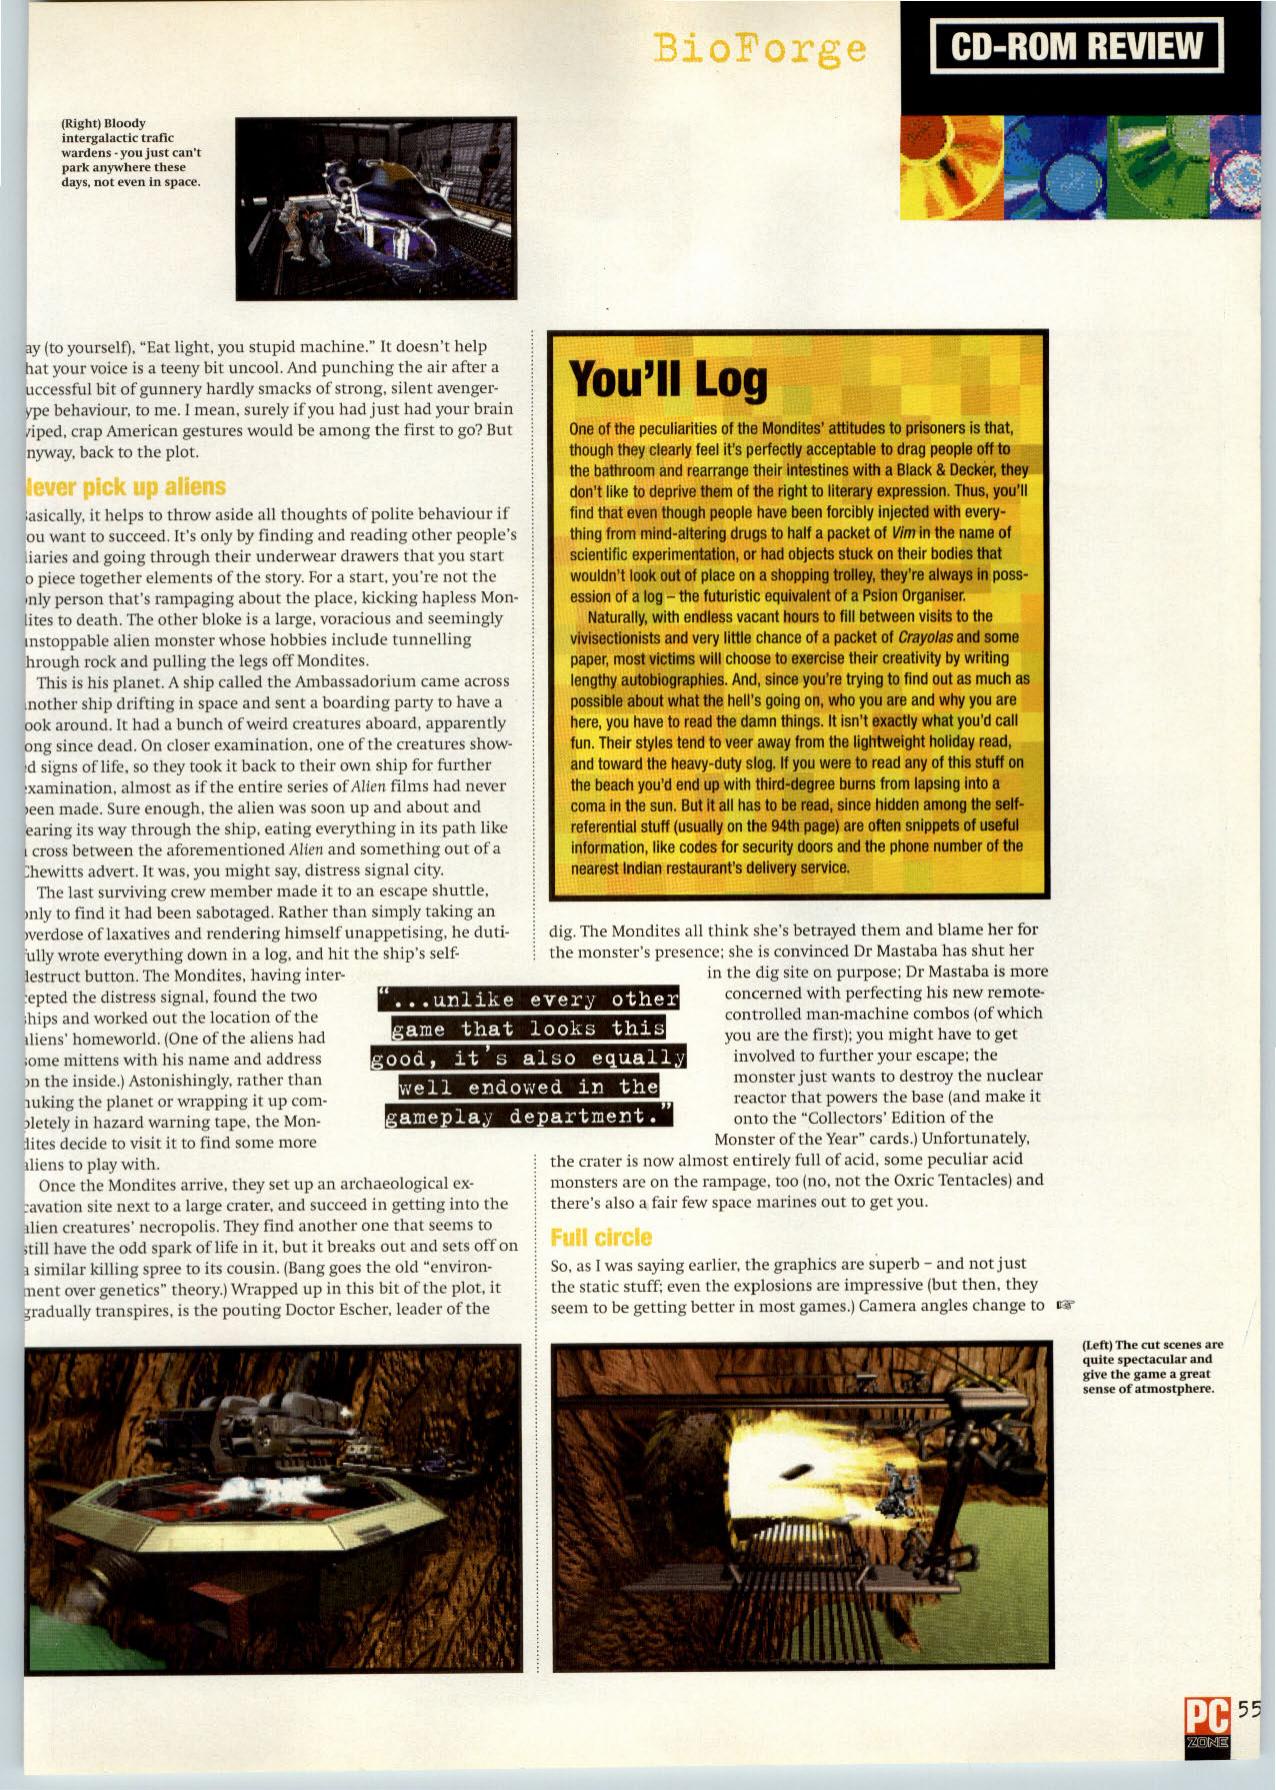 BioForge
CD-ROM REVIEW
(Right) Bloody
intergalactic trafic
wardens - you just can't
park anywhere these
days, not even in space.
ay (to yourself), “Eat light, you stupid machine.” It doesn't help
hat your voice is a teeny bit uncool. And punching the air after a
uccessful bit of gunnery hardly smacks of strong, silent avenger-
ype behaviour, to me. I mean, surely if you had just had your brain
viped, crap American gestures would be among the first to go? But
nyway, back to the plot.
Never pick up aliens
asically, it helps to throw aside all thoughts of polite behaviour if
ou want to succeed. It's only by finding and reading other people's
iaries and going through their underwear drawers that you start
o piece together elements of the story. For a start, you're not the
nly person that's rampaging about the place, kicking hapless Mon-
ites to death. The other bloke is a large, voracious and seemingly
nstoppable alien monster whose hobbies include tunnelling
hrough rock and pulling the legs off Mondites.
This is his planet. A ship called the Ambassadorium came across
nother ship drifting in space and sent a boarding party to have a
ook around. It had a bunch of weird creatures aboard, apparently
ong since dead. On closer examination, one of the creatures show-
d signs of life, so they took it back to their own ship for further
xamination, almost as if the entire series of Alien films had never
een made. Sure enough, the alien was soon up and about and
earing its way through the ship, eating everything in its path like
a cross between the aforementioned Alien and something out of a
Chewitts advert. It was, you might say, distress signal city.
The last surviving crew member made it to an escape shuttle,
only to find it had been sabotaged. Rather than simply taking an
overdose of laxatives and rendering himself unappetising, he duti-
fully wrote everything down in a log, and hit the ship's self-
destruct button. The Mondites, having inter-
cepted the distress signal, found the two
ships and worked out the location of the
aliens' homeworld. (One of the aliens had
some mittens with his name and address
on the inside.) Astonishingly, rather than
nuking the planet or wrapping it up com-
pletely in hazard warning tape, the Mon-
dites decide to visit it to find some more
aliens to play with.
Once the Mondites arrive, they set up an archaeological ex-
cavation site next to a large crater, and succeed in getting into the
alien creatures' necropolis. They find another one that seems to
still have the odd spark of life in it, but it breaks out and sets off on
a similar killing spree to its cousin. (Bang goes the old “environ-
ment over genetics” theory.) Wrapped up in this bit of the plot, it
gradually transpires, is the pouting Doctor Escher, leader of the
“...unlike every other
game that looks this
good, it's also equally
well endowed in the
gameplay department.”
You'll Log
One of the peculiarities of the Mondites' attitudes to prisoners is that,
though they clearly feel it's perfectly acceptable to drag people off to
the bathroom and rearrange their intestines with a Black & Decker, they
don't like to deprive them of the right to literary expression. Thus, you'll
find that even though people have been forcibly injected with every-
thing from mind-altering drugs to half a packet of Vim in the name of
scientific experimentation, or had objects stuck on their bodies that
wouldn't look out of place on a shopping trolley, they're always in poss-
ession of a log – the futuristic equivalent of a Psion Organiser.
Naturally, with endless vacant hours to fill between visits to the
vivisectionists and very little chance of a packet of Crayolas and some
paper, most victims will choose to exercise their creativity by writing
lengthy autobiographies. And, since you're trying to find out as much as
possible about what the hell's going on, who you are and why you are
here, you have to read the damn things. It isn't exactly what you'd call
fun. Their styles tend to veer away from the lightweight holiday read,
and toward the heavy-duty slog. If you were to read any of this stuff on
the beach you'd end up with third-degree burns from lapsing into a
coma in the sun. But it all has to be read, since hidden among the self-
referential stuff (usually on the 94th page) are often snippets of useful
information, like codes for security doors and the phone number of the
nearest Indian restaurant's delivery service.
dig. The Mondites all think she's betrayed them and blame her for
the monster's presence; she is convinced Dr Mastaba has shut her
in the dig site on purpose; Dr Mastaba is more
concerned with perfecting his new remote-
controlled man-machine combos (of which
you are the first); you might have to get
involved to further your escape; the
monster just wants to destroy the nuclear
reactor that powers the base (and make it
onto the “Collectors' Edition of the
Monster of the Year” cards.) Unfortunately,
the crater is now almost entirely full of acid, some peculiar acid
monsters are on the rampage, too (no, not the Oxric Tentacles) and
there's also a fair few space marines out to get you.
Full circle
So, as I was saying earlier, the graphics are superb – and not just
the static stuff; even the explosions are impressive (but then, they
seem to be getting better in most games.) Camera angles change to ☞
(Left) The cut scenes are
quite spectacular and
give the game a great
sense of atmostphere.
PC
ZONE
55